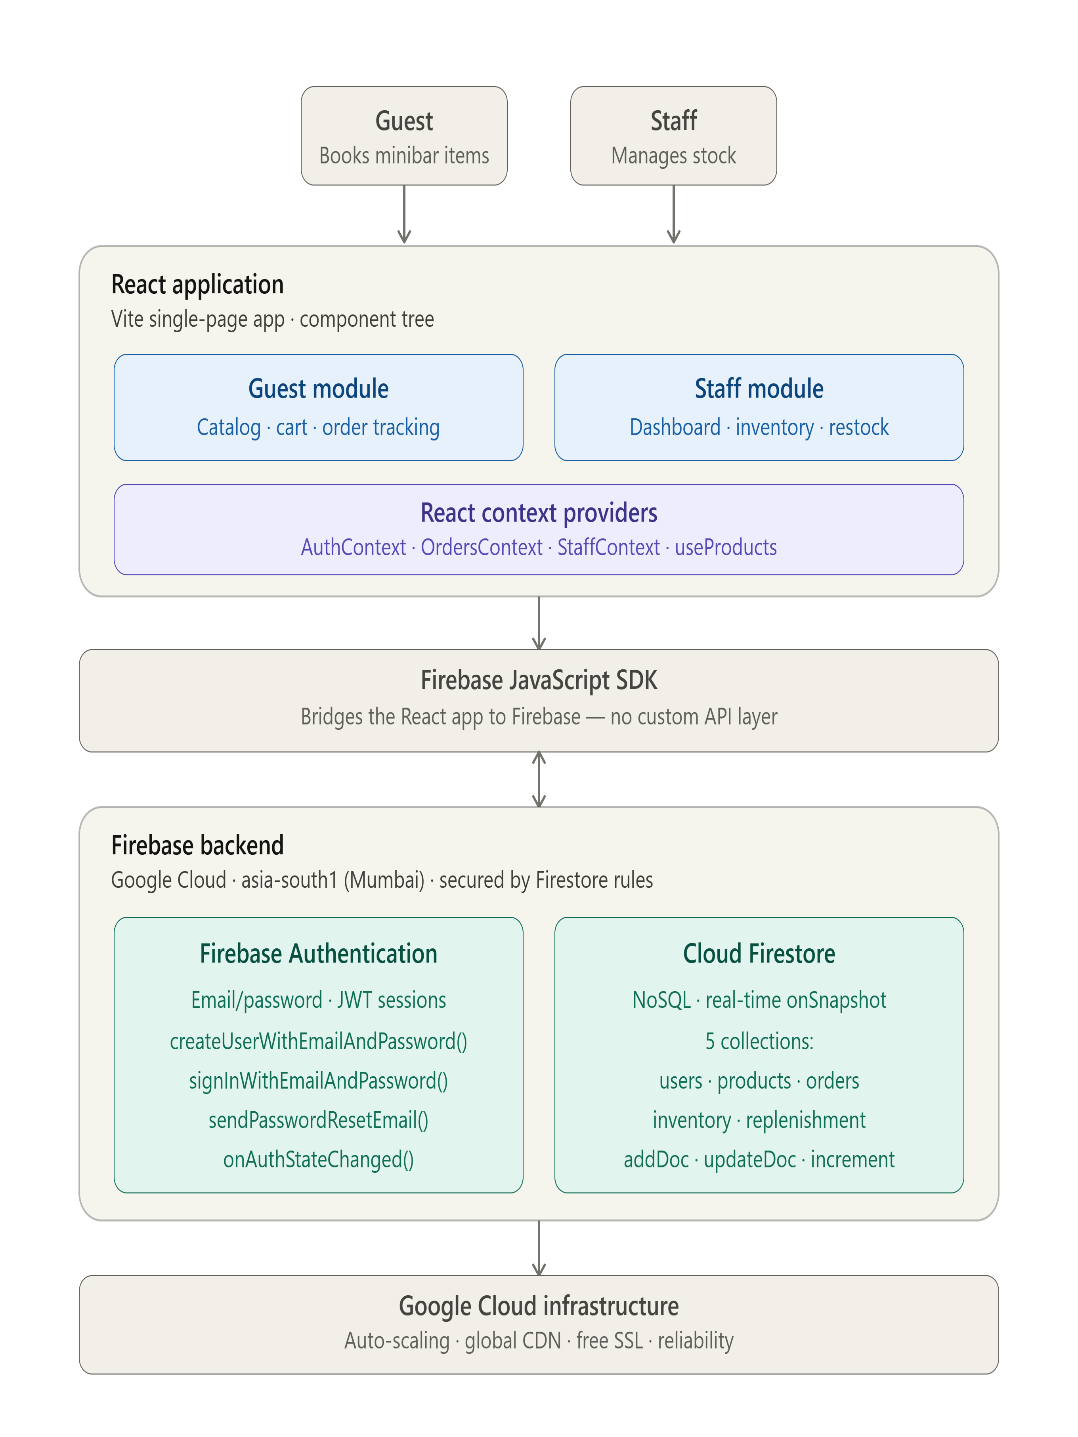 Guest
Books minibar items
Staff
Manages stock
React application
Vite single-page app · component tree
Guest module
Catalog · cart · order tracking
Staff module
Dashboard · inventory · restock
React context providers
AuthContext · OrdersContext · StaffContext · useProducts
Firebase JavaScript SDK
Bridges the React app to Firebase — no custom API layer
Firebase backend
Google Cloud · asia-south1 (Mumbai) · secured by Firestore rules
Firebase Authentication
Email/password · JWT sessions
createUserWithEmailAndPassword()
signInWithEmailAndPassword()
sendPasswordResetEmail()
onAuthStateChanged()
Cloud Firestore
NoSQL · real-time onSnapshot
5 collections:
users · products · orders
inventory · replenishment
addDoc · updateDoc · increment
Google Cloud infrastructure
Auto-scaling · global CDN · free SSL · reliability